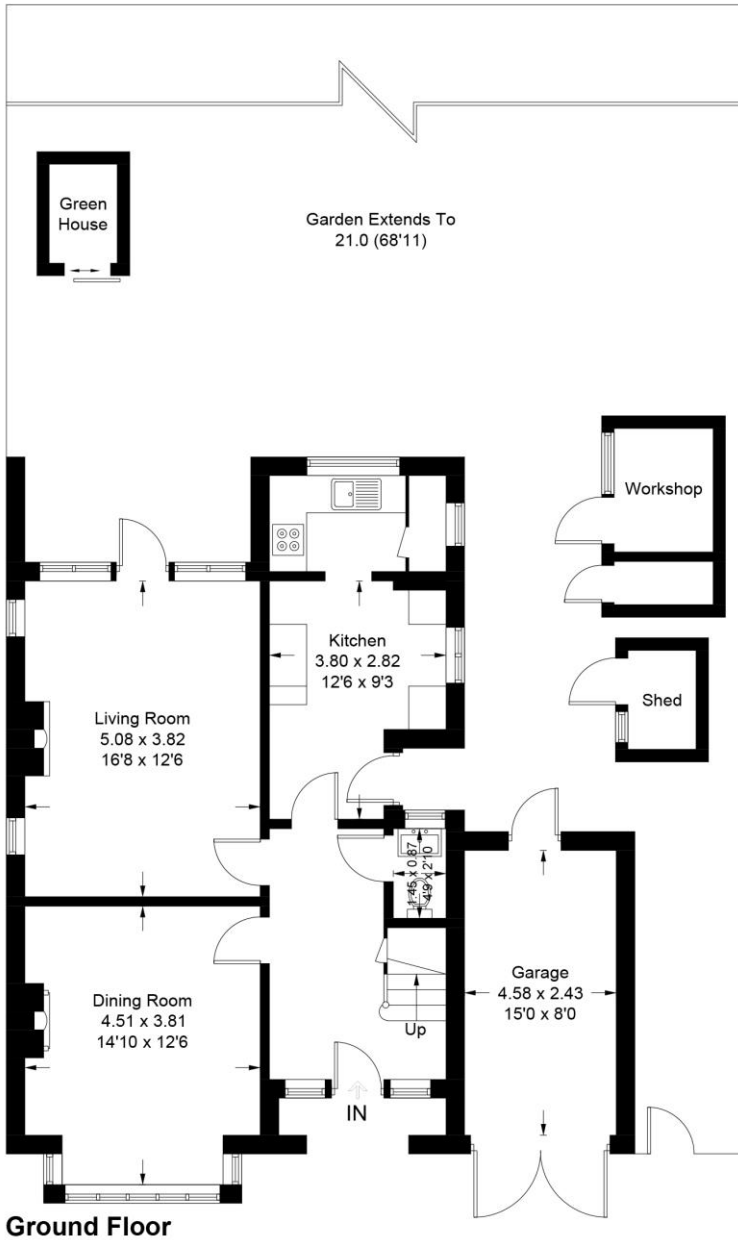 Green
House
Garden Extends To
21.0 (68'11)
Workshop
Kitchen
3.80 x 2.82
12'6 x 9'3
Shed
Living Room
5.08 x 3.82
16'8 x 12'6
1.45 x 0.87
4'9 x 2'10
Garage
4.58 x 2.43
15'0 x 8'0
Dining Room
4.51 x 3.81
14'10 x 12'6
Up
IN
Ground Floor